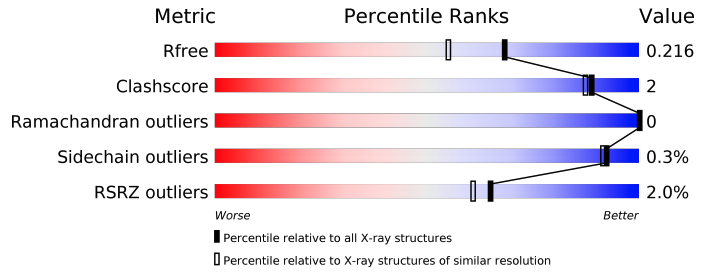 Metric Percentile Ranks Value
Rfree 0.216
Clashscore 2
Ramachandran outliers 0
Sidechain outliers 0.3%
RSRZ outliers 2.0%
Worse Better
Percentile relative to all X-ray structures
Percentile relative to X-ray structures of similar resolution